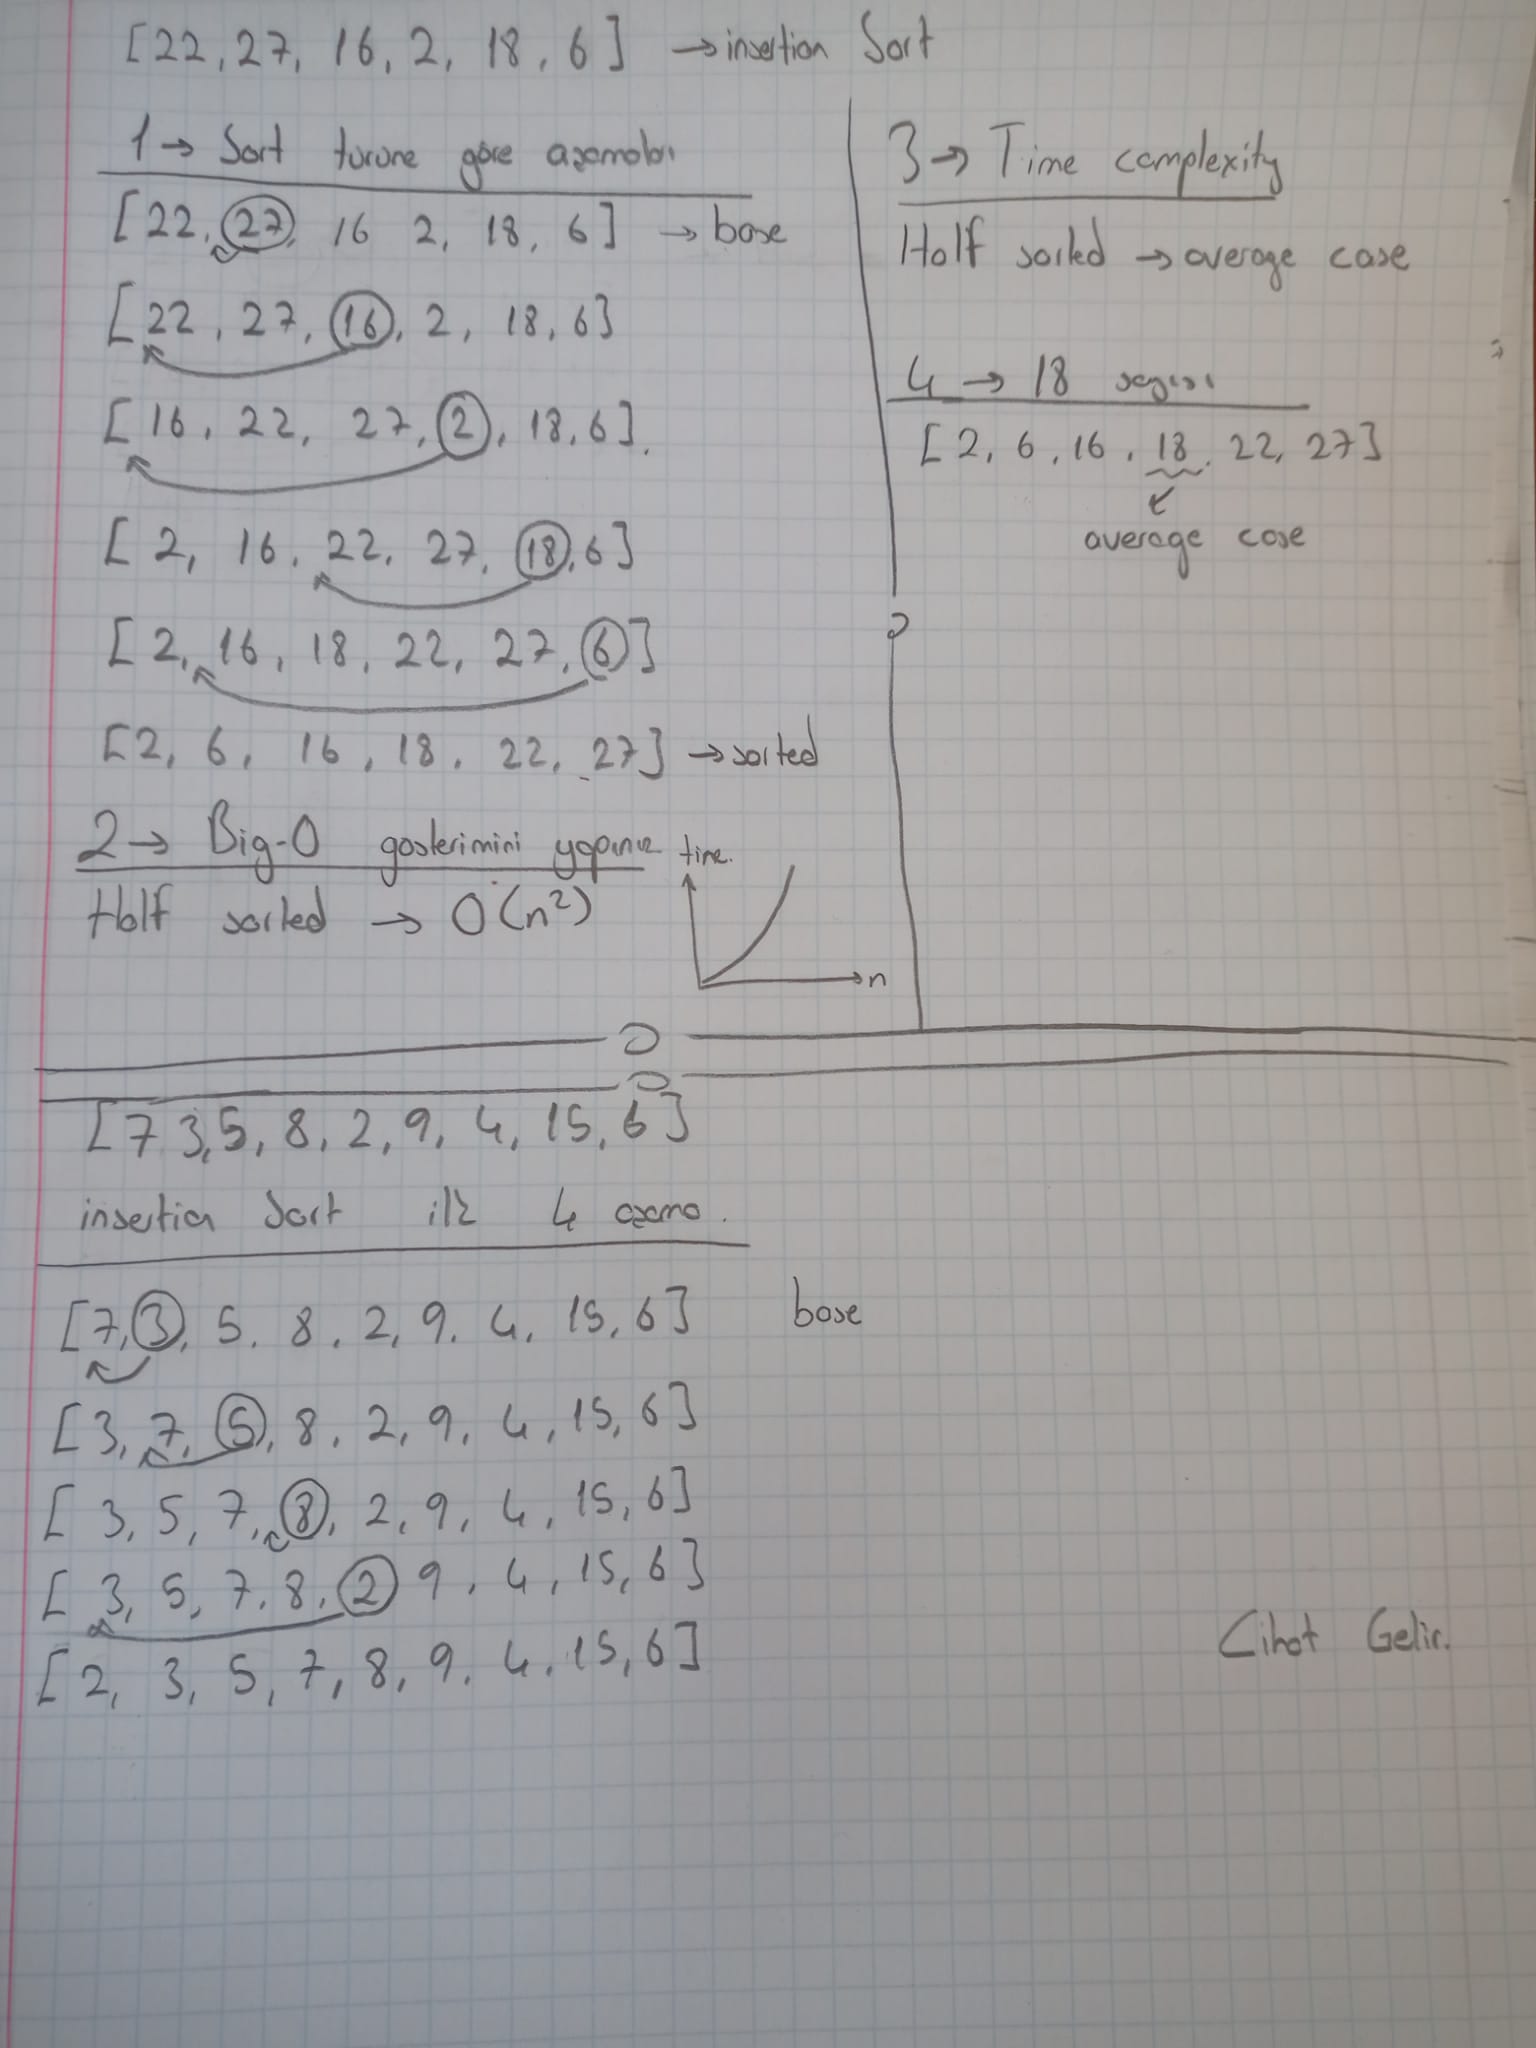 [22, 27, 16, 2, 18, 6] → insertion Sort
1 → Sort türüne göre aşamaları
[22, 27, 16 2, 18, 6] → base
[22, 27, 16, 2, 18, 6]
[16, 22, 27, 2, 18, 6].
[2, 16, 22, 27, 18, 6]
[2, 16, 18, 22, 27, 6]
[2, 6, 16, 18, 22, 27] → sorted
2 → Big-O gösterimini yapınız
Half sorted → O(n²)
time.
n
3 → Time complexity
Half sorted → average case
4 → 18 sayısı
[2, 6, 16, 18, 22, 27]
average case
[7 3, 5, 8, 2, 9, 4, 15, 6]
insertion Sort ilk 4 aşama.
[7, 3, 5, 8, 2, 9, 4, 15, 6] base
[3, 7, 5, 8, 2, 9, 4, 15, 6]
[3, 5, 7, 8, 2, 9, 4, 15, 6]
[3, 5, 7, 8, 2 9, 4, 15, 6]
[2, 3, 5, 7, 8, 9, 4, 15, 6]
Cihat Gelir.